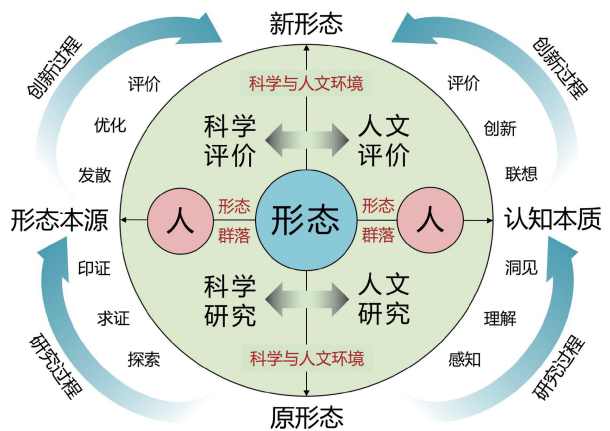 新形态
创新过程
创新过程
评价
科学与人文环境
评价
优化
科学
评价
人文
评价
创新
发散
联想
形态本源
人
形态
群落
形态
形态
群落
人
认知本质
印证
科学
研究
人文
研究
洞见
求证
理解
研究过程
探索
科学与人文环境
感知
研究过程
原形态